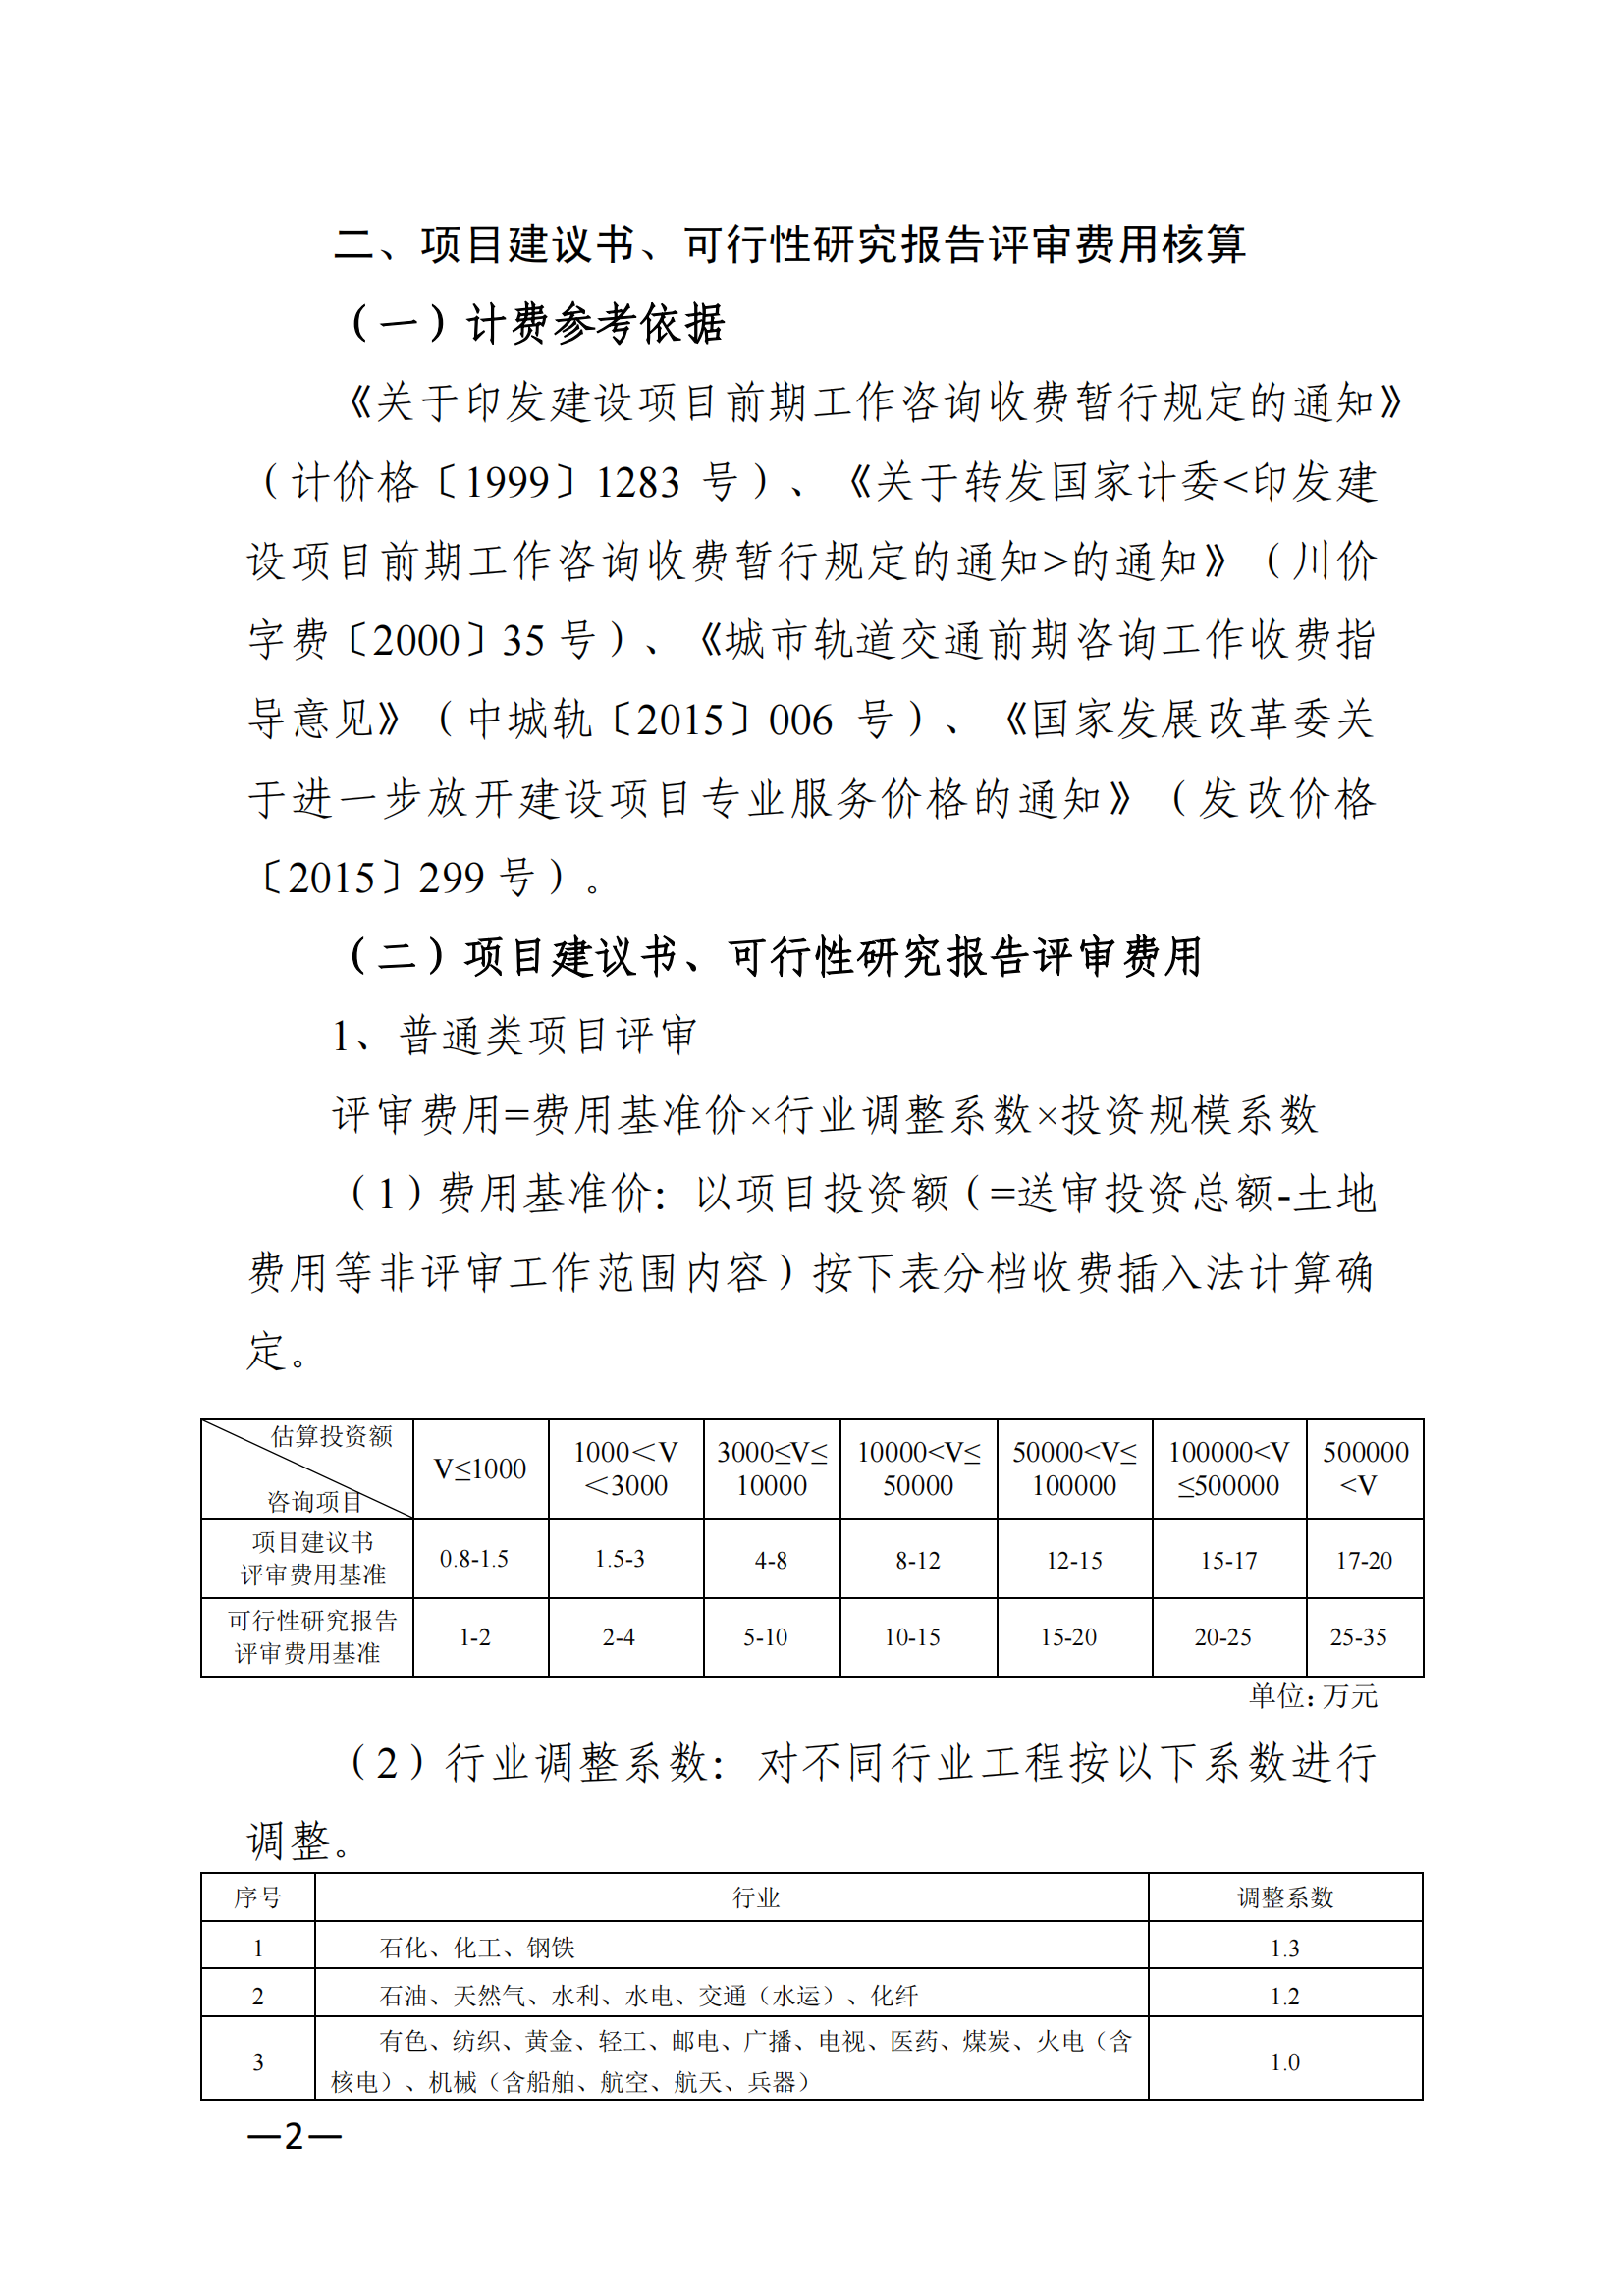 二、项目建议书、可行性研究报告评审费用核算
（一）计费参考依据
《关于印发建设项目前期工作咨询收费暂行规定的通知》
（计价格〔1999〕1283 号）、《关于转发国家计委<印发建
设项目前期工作咨询收费暂行规定的通知>的通知》（川价
字费〔2000〕35 号）、《城市轨道交通前期咨询工作收费指
导意见》（中城轨〔2015〕006 号）、《国家发展改革委关
于进一步放开建设项目专业服务价格的通知》（发改价格
〔2015〕299 号）。
（二）项目建议书、可行性研究报告评审费用
1、普通类项目评审
评审费用=费用基准价×行业调整系数×投资规模系数
（1）费用基准价：以项目投资额（=送审投资总额-土地
费用等非评审工作范围内容）按下表分档收费插入法计算确
定。
估算投资额
咨询项目
V≤1000
1000＜V
＜3000
3000≤V≤
10000
10000<V≤
50000
50000<V≤
100000
100000<V
≤500000
500000
<V
项目建议书
评审费用基准
0.8-1.5
1.5-3
4-8
8-12
12-15
15-17
17-20
可行性研究报告
评审费用基准
1-2
2-4
5-10
10-15
15-20
20-25
25-35
单位：万元
（2）行业调整系数：对不同行业工程按以下系数进行
调整。
序号 行业 调整系数
1 石化、化工、钢铁 1.3
2 石油、天然气、水利、水电、交通（水运）、化纤 1.2
3
有色、纺织、黄金、轻工、邮电、广播、电视、医药、煤炭、火电（含
核电）、机械（含船舶、航空、航天、兵器）
1.0
—2—